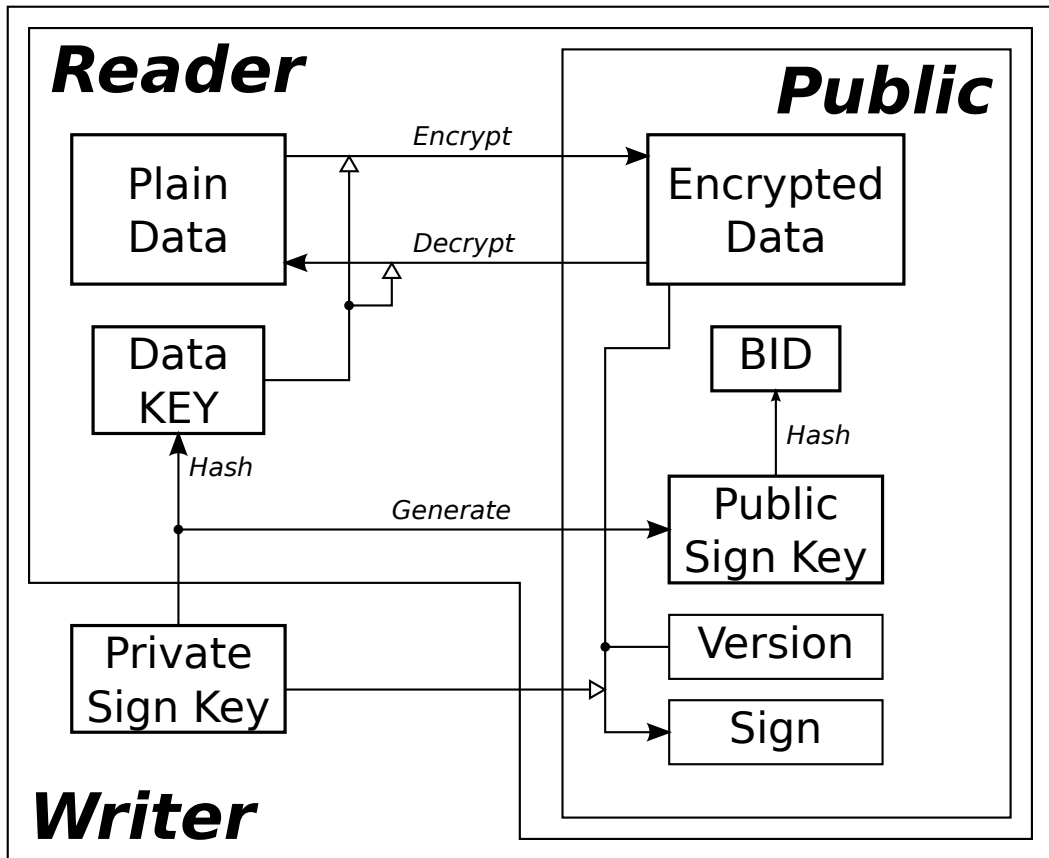 Reader
Public
Encrypt
Plain
Data
Encrypted
Data
Decrypt
Data
KEY
BID
Hash
Hash
Generate
Public
Sign Key
Private
Sign Key
Version
Sign
Writer